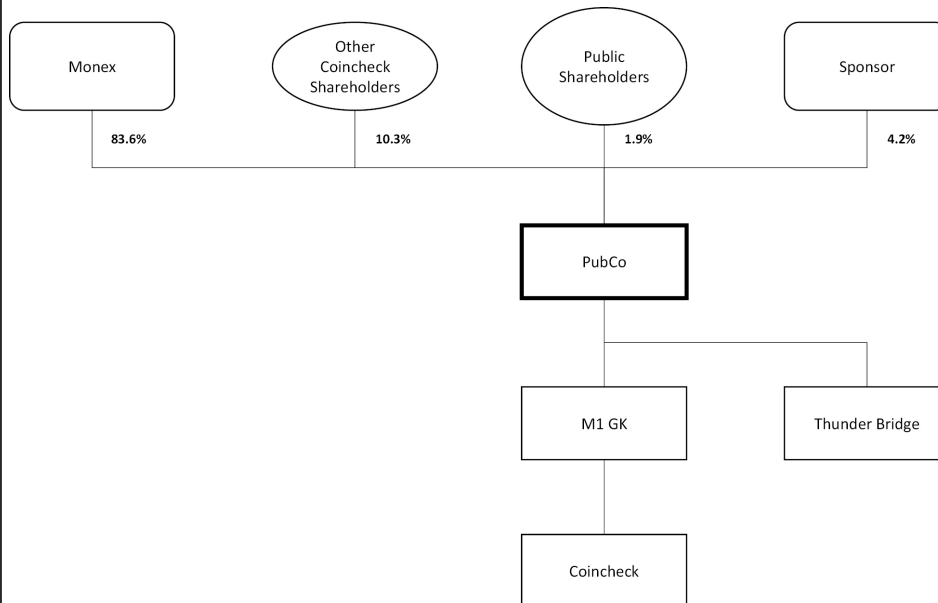 Monex
Other
Coincheck
Shareholders
Public
Shareholders
Sponsor
83.6%
10.3%
1.9%
4.2%
PubCo
M1 GK
Thunder Bridge
Coincheck